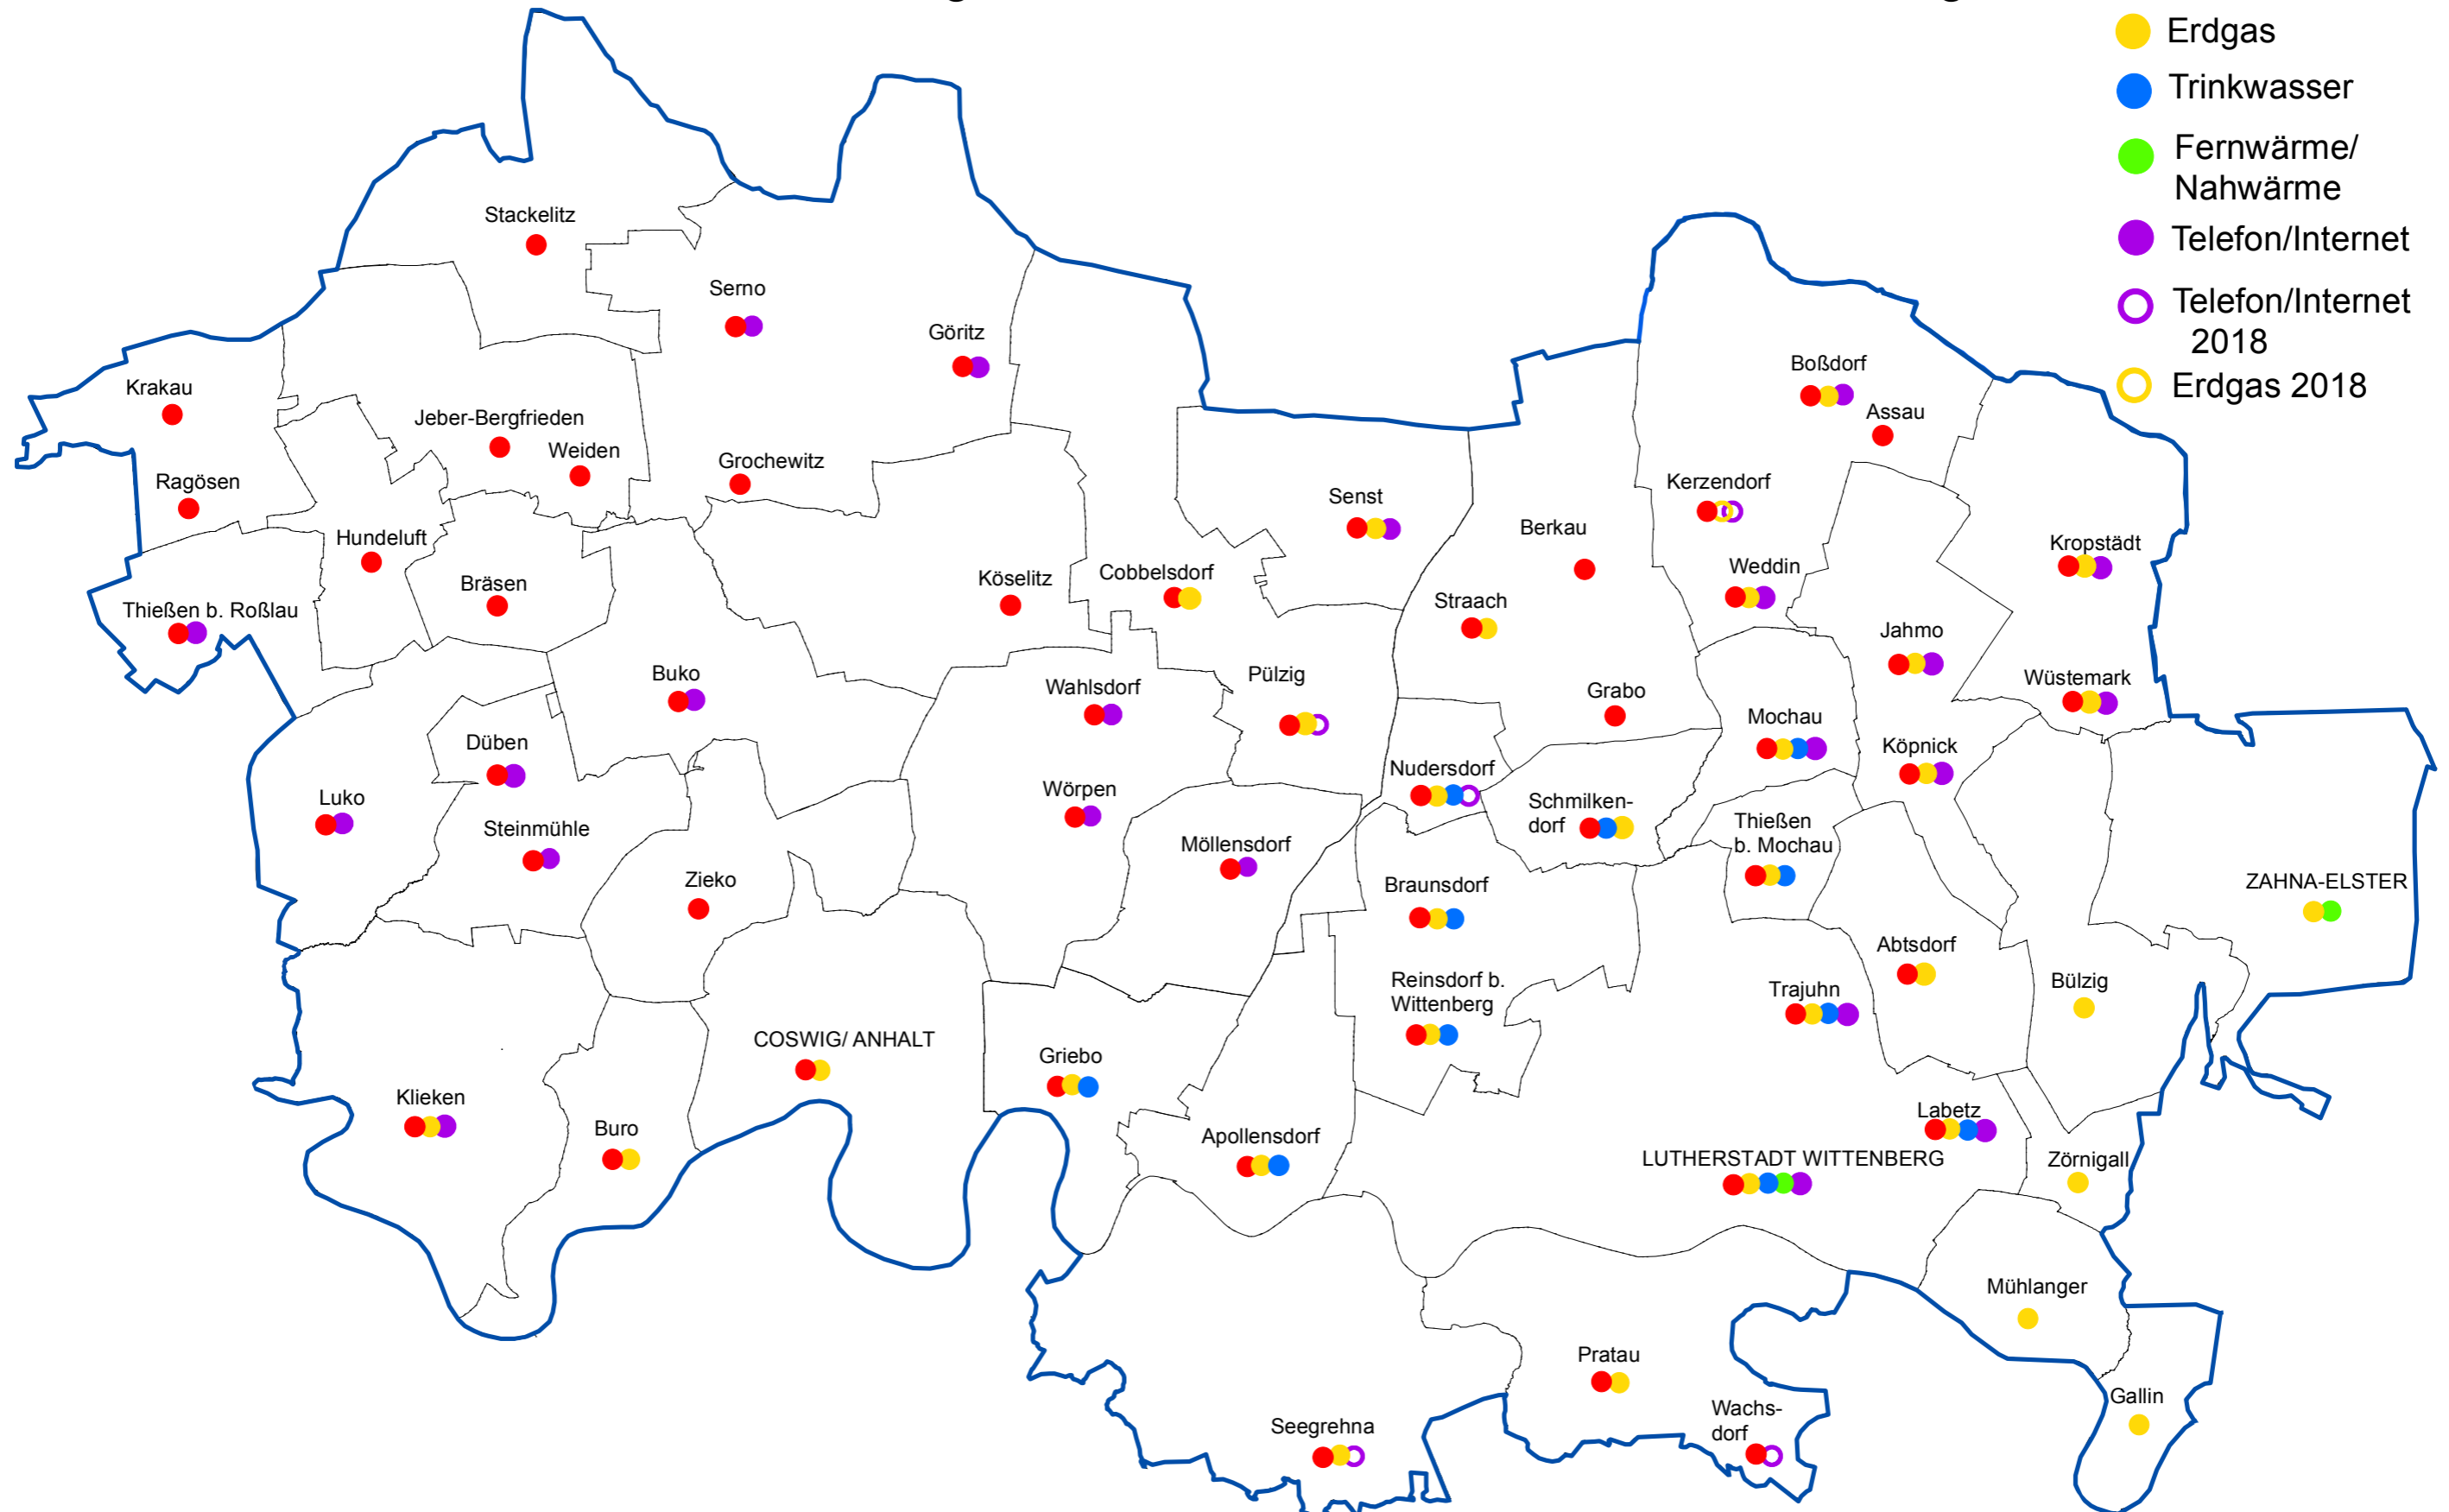 Erdgas
Trinkwasser
Fernwärme/
Nahwärme
Telefon/Internet
Telefon/Internet
2018
Erdgas 2018
Stackelitz
Serno
Göritz
Krakau
Jeber-Bergfrieden
Weiden
Grochewitz
Ragösen
Hundeluft
Bräsen
Thießen b. Roßlau
Köselitz
Cobbelsdorf
Senst
Berkau
Straach
Boßdorf
Assau
Kerzendorf
Weddin
Kropstädt
Jahmo
Wüstemark
Buko
Wahlsdorf
Pülzig
Grabo
Mochau
Köpnick
Düben
Luko
Steinmühle
Wörpen
Nudersdorf
Schmilken-
dorf
Thießen
b. Mochau
Möllensdorf
Zieko
Braunsdorf
ZAHNA-ELSTER
Abtsdorf
Bülzig
Reinsdorf b.
Wittenberg
Trajuhn
COSWIG/ ANHALT
Griebo
Klieken
Buro
Apollensdorf
Labetz
LUTHERSTADT WITTENBERG
Zörnigall
Mühlanger
Pratau
Gallin
Wachs-
dorf
Seegrehna